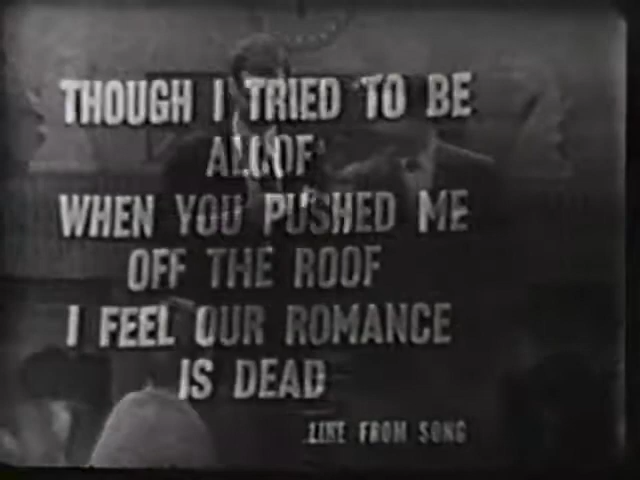 THOUGH I TRIED TO BE
ALOOF
WHEN YOU PUSHED ME
OFF THE ROOF
I FEEL OUR ROMANCE
IS DEAD
LINE FROM SONG